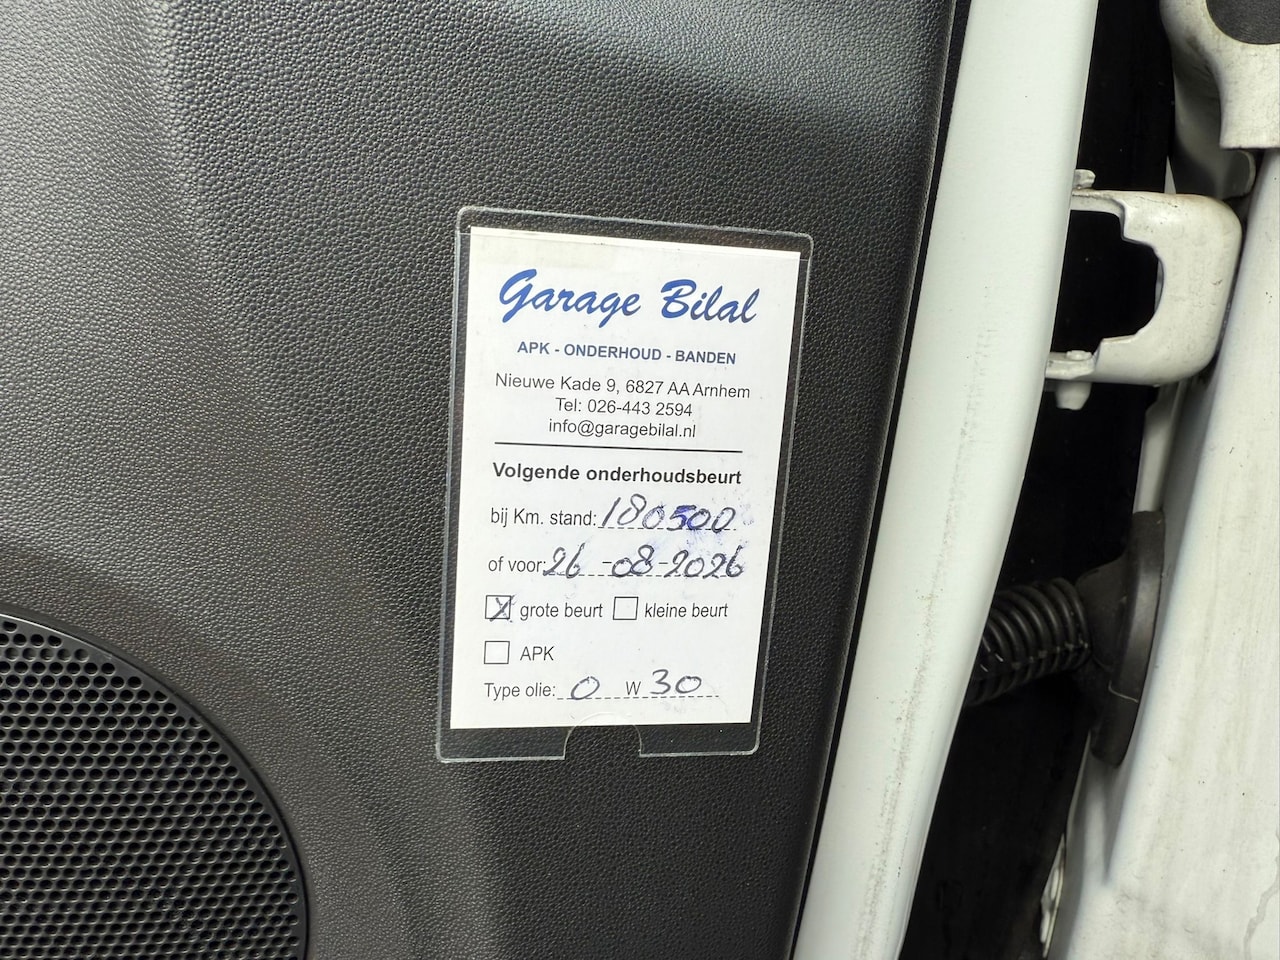 Garage Bilal
APK - ONDERHOUD - BANDEN
Nieuwe Kade 9, 6827 AA Arnhem
Tel: 026-443 2594
info@garagebilal.nl
Volgende onderhoudsbeurt
bij Km. stand: 180500
of voor: 26-08-2026
grote beurt kleine beurt
APK
Type olie: 0 W 30